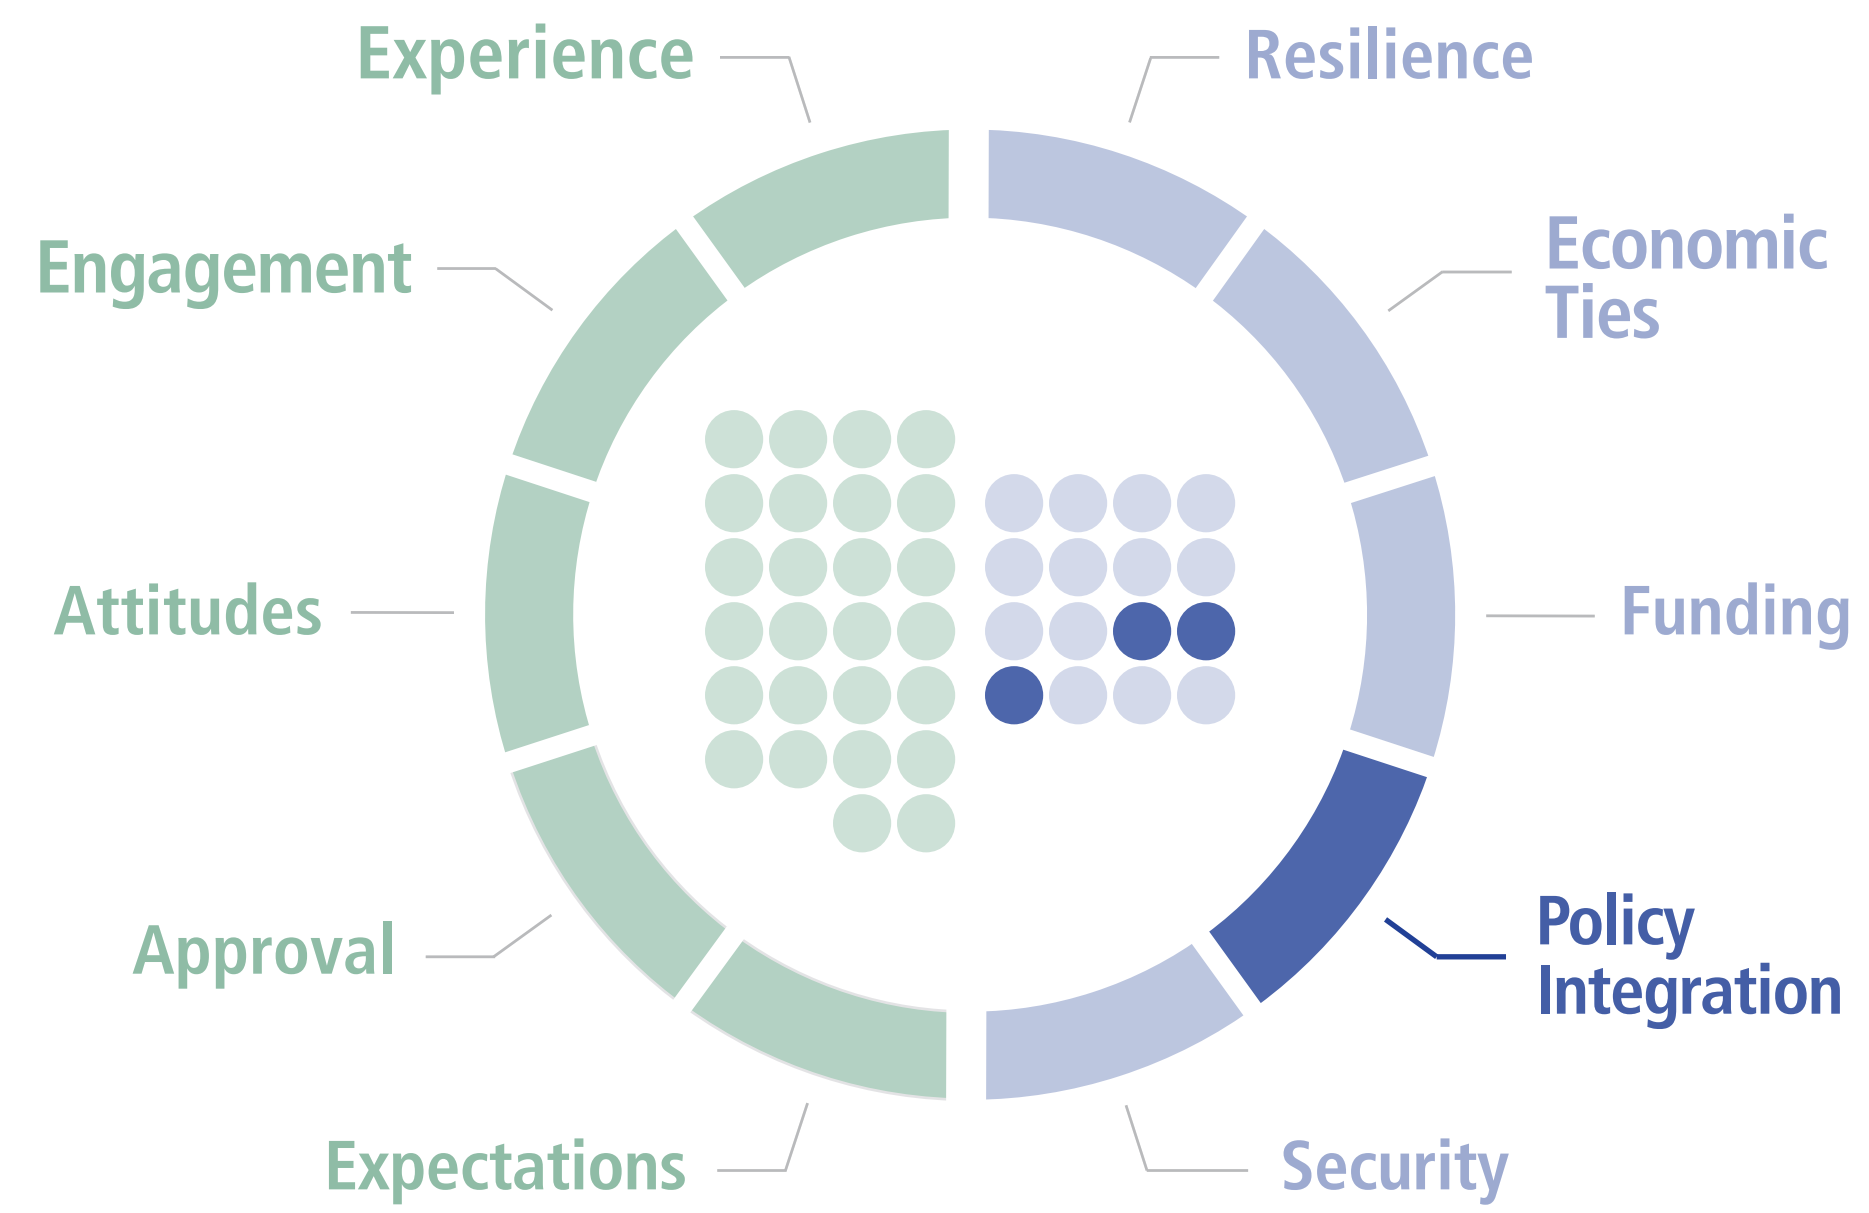 Experience
Resilience
Engagement
Economic
Ties
Attitudes
Funding
Approval
Policy
Integration
Expectations
Security